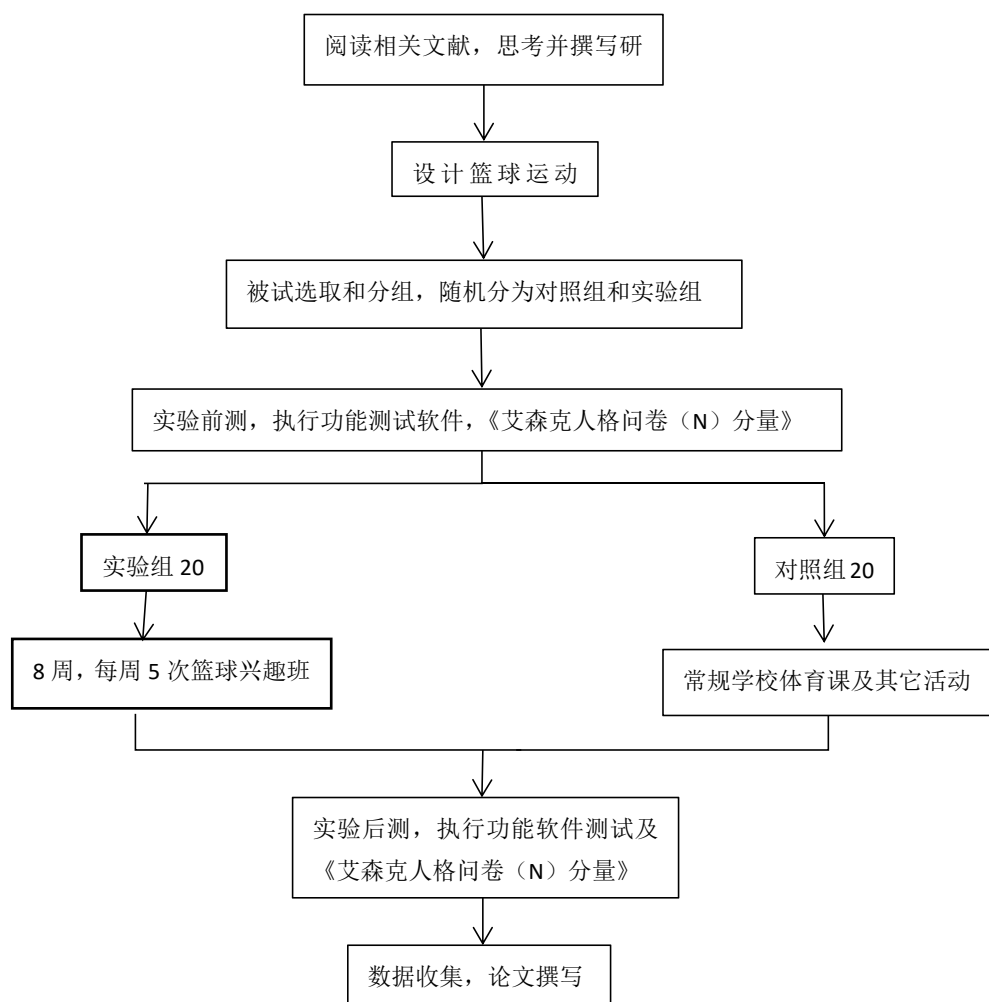 阅读相关文献，思考并撰写研
设计篮球运动
被试选取和分组，随机分为对照组和实验组
实验前测，执行功能测试软件，《艾森克人格问卷（N）分量》
实验组 20
对照组 20
8 周，每周 5 次篮球兴趣班
常规学校体育课及其它活动
实验后测，执行功能软件测试及
《艾森克人格问卷（N）分量》
数据收集，论文撰写